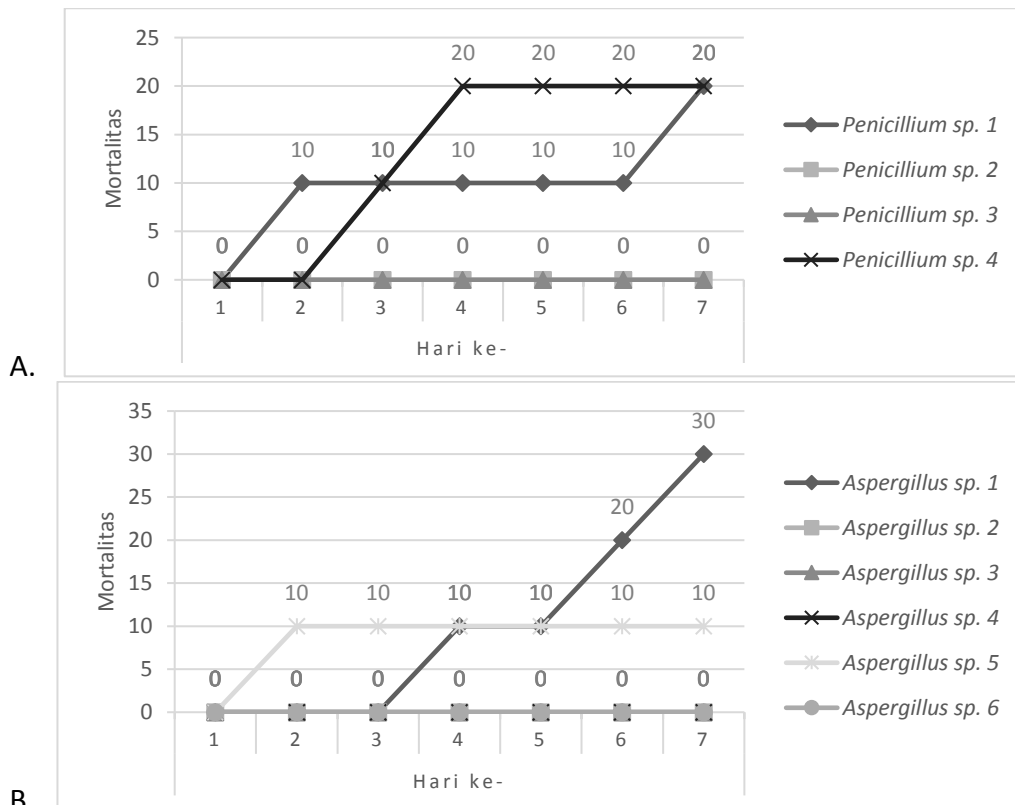 25
20
15
10
5
0
Mortalitas
20 20 20 20
10 10 10 10 10
0 0 0 0 0 0 0
1 2 3 4 5 6 7
Hari ke-
Penicillium sp. 1
Penicillium sp. 2
Penicillium sp. 3
Penicillium sp. 4
A.
35
30
25
20
15
10
5
0
Mortalitas
30
20
10 10 10 10 10 10
0 0 0 0 0 0 0
1 2 3 4 5 6 7
Hari ke-
Aspergillus sp. 1
Aspergillus sp. 2
Aspergillus sp. 3
Aspergillus sp. 4
Aspergillus sp. 5
Aspergillus sp. 6
B.